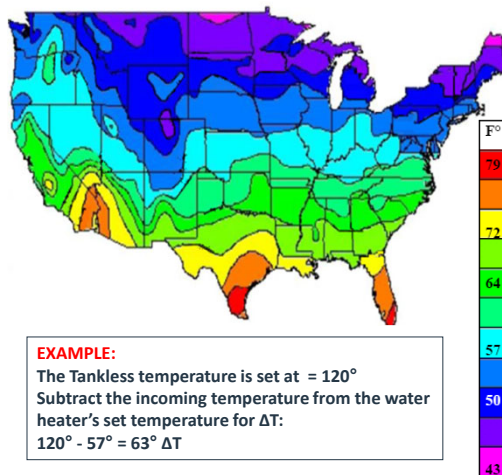 F°
79
72
64
57
50
43
EXAMPLE:
The Tankless temperature is set at = 120°
Subtract the incoming temperature from the water
heater’s set temperature for ΔT:
120° - 57° = 63° ΔT